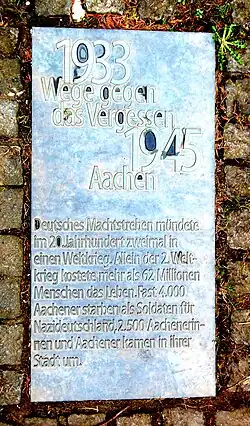 1933
Wege gegen
das Vergessen
1945
Aachen
Deutsches Machtstreben mündete
im 20. Jahrhundert zweimal in
einen Weltkrieg. Allein der 2. Welt-
krieg kostete mehr als 62 Millionen
Menschen das Leben. Fast 4.000
Aachener starben als Soldaten für
Nazideutschland, 2.500 Aachenerin-
nen und Aachener kamen in ihrer
Stadt um.